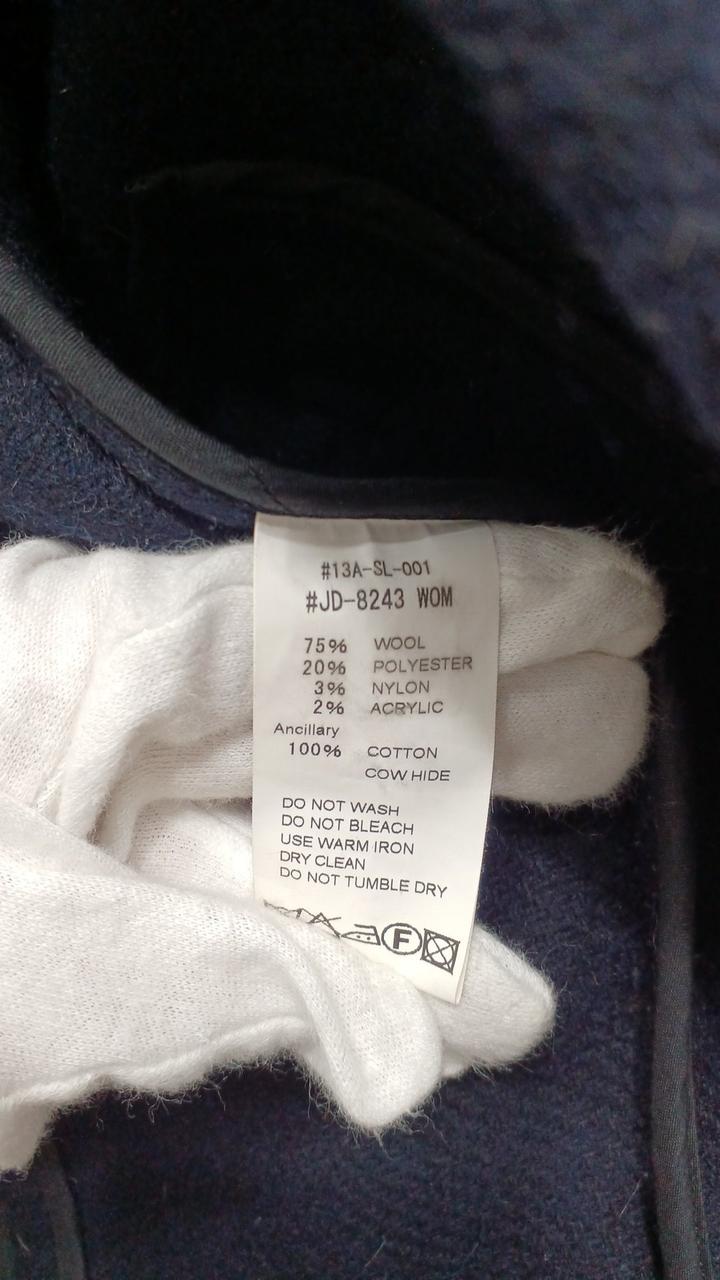 #13A-SL-001
#JD-8243 WOM
75% WOOL
20% POLYESTER
3% NYLON
2% ACRYLIC
Ancillary
100% COTTON
COW HIDE
DO NOT WASH
DO NOT BLEACH
USE WARM IRON
DRY CLEAN
DO NOT TUMBLE DRY
F